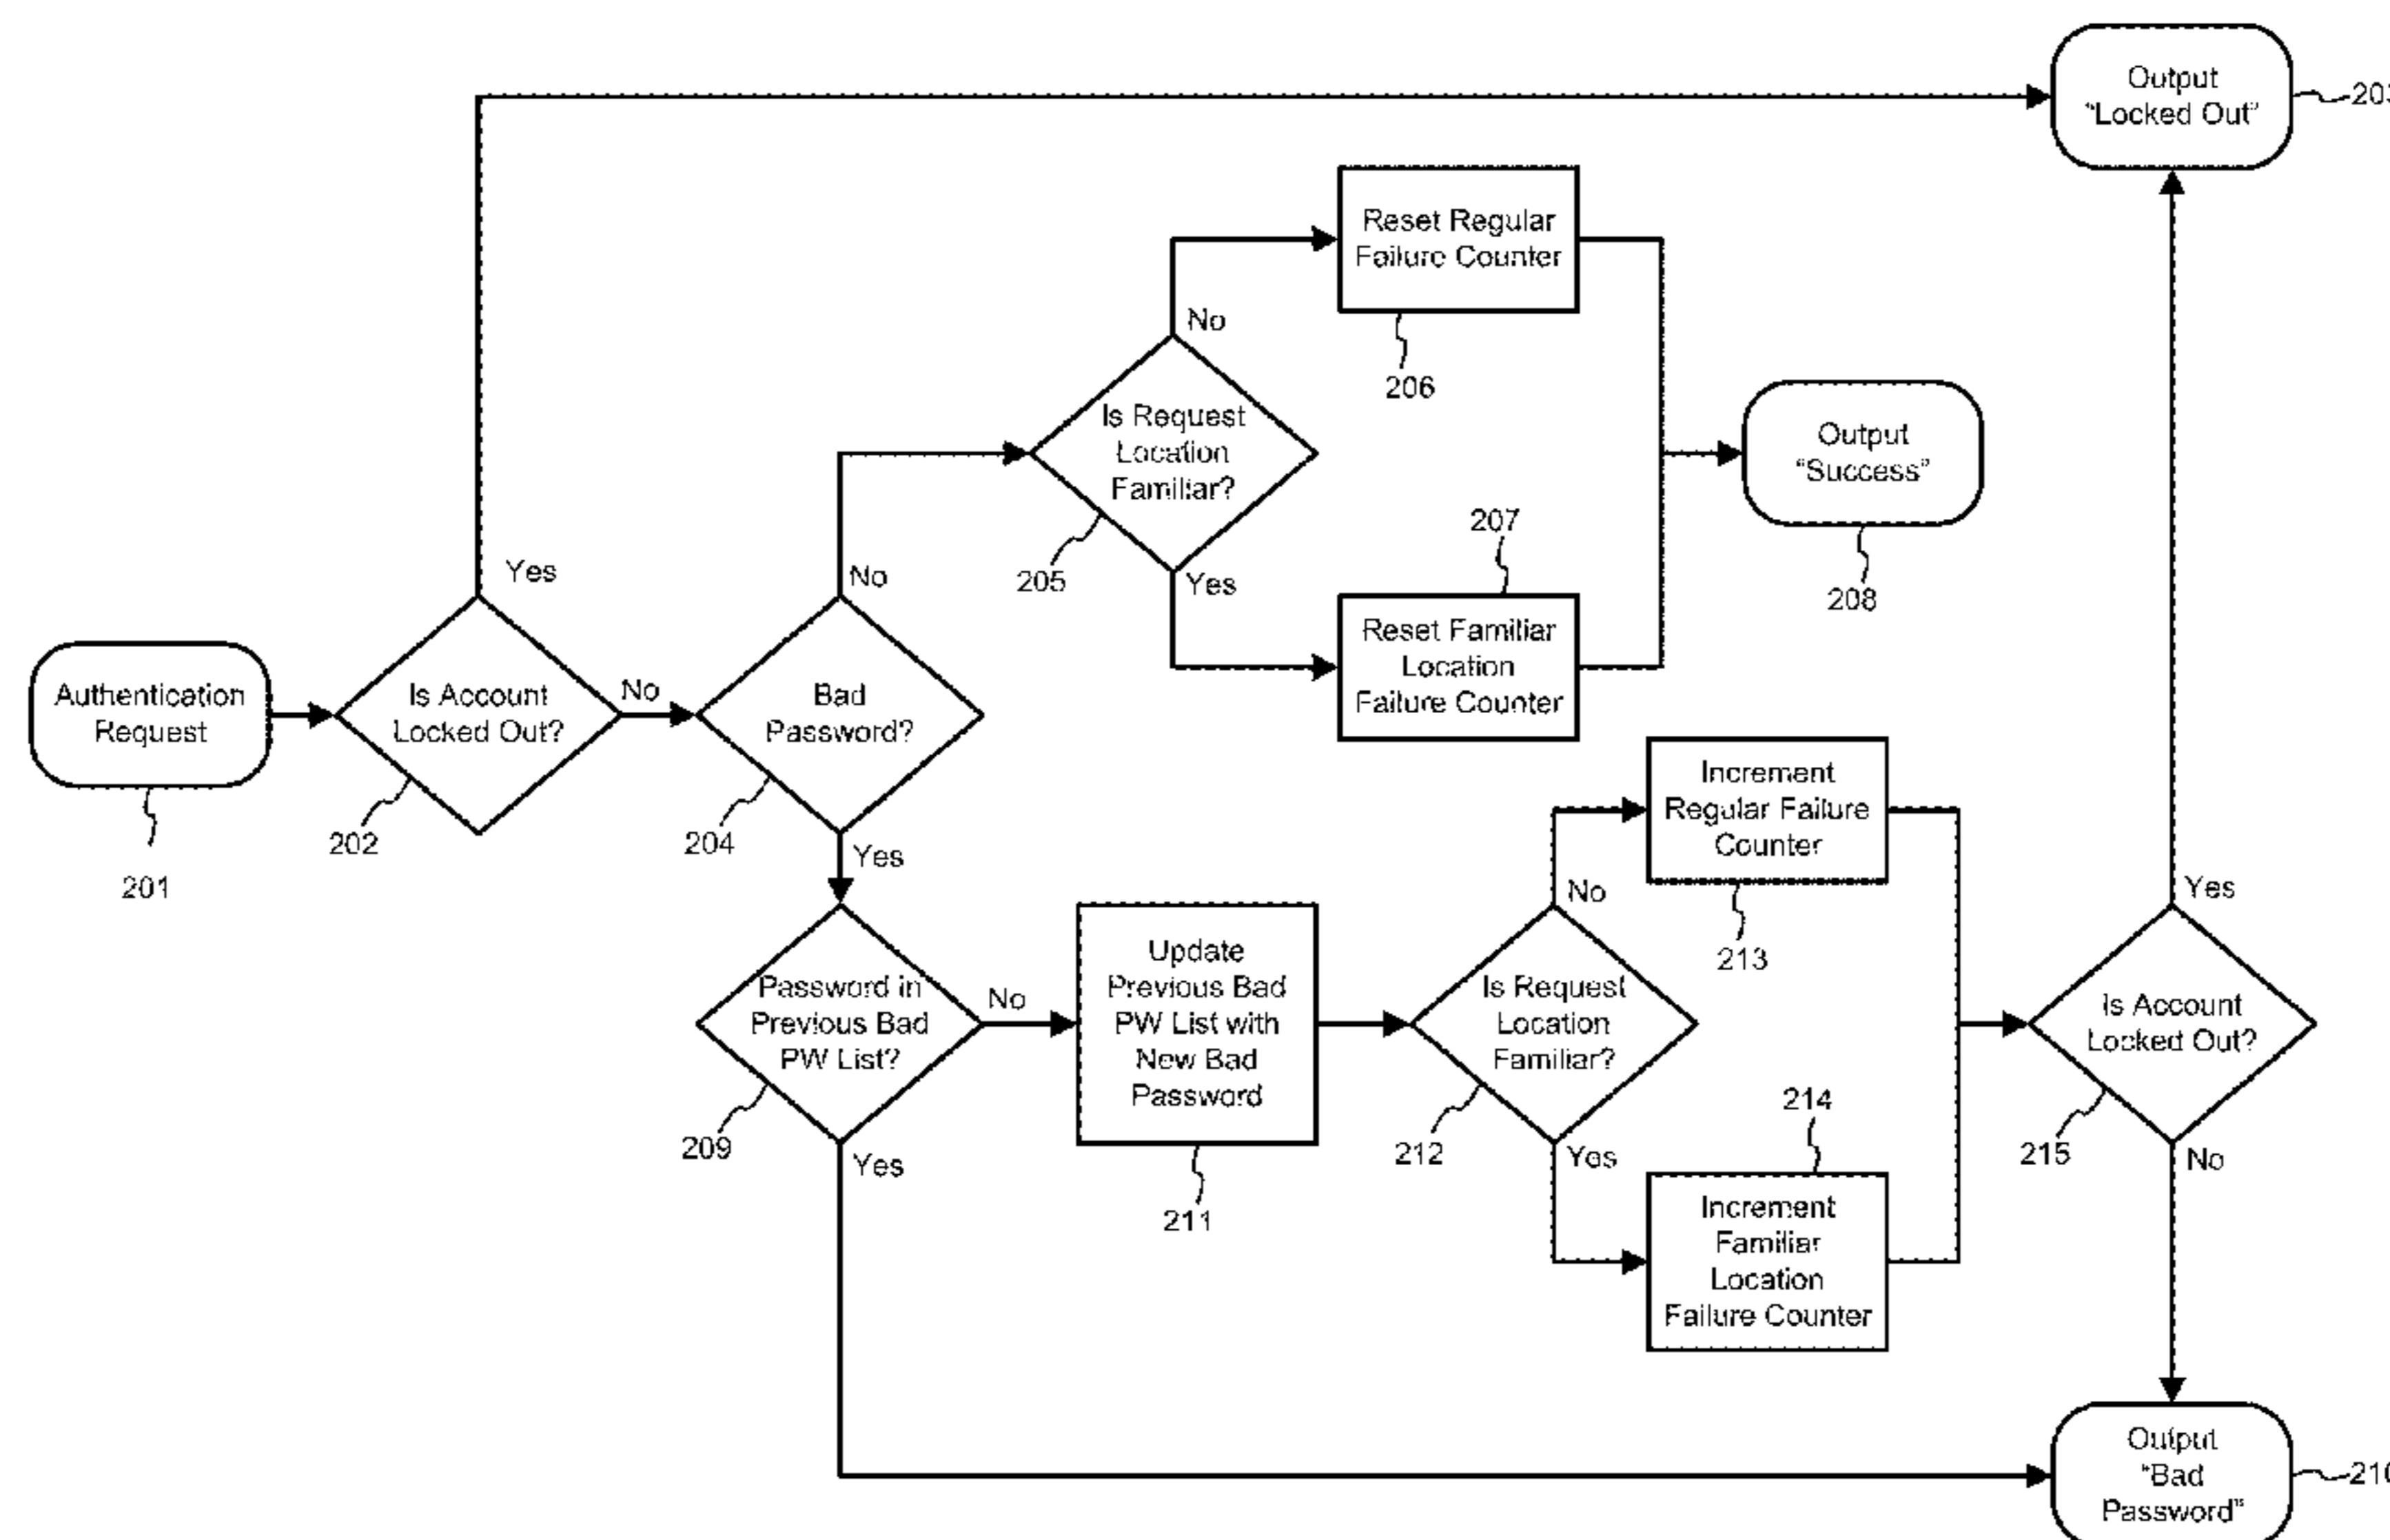 Output
"Locked Out"
203
Reset Regular
Failure Counter
No
206
Is Request
Location
Familiar?
205
Yes
Output
"Success"
208
207
Reset Familiar
Location
Failure Counter
Yes
No
Authentication
Request
201
Is Account
Locked Out?
202
No
Bad
Password?
204
Yes
Increment
Regular Failure
Counter
213
No
Yes
Password in
Previous Bad
PW List?
209
No
Update
Previous Bad
PW List with
New Bad
Password
211
Is Request
Location
Familiar?
212
Yes
Is Account
Locked Out?
215
No
Yes
214
Increment
Familiar
Location
Failure Counter
Output
"Bad
Password"
210